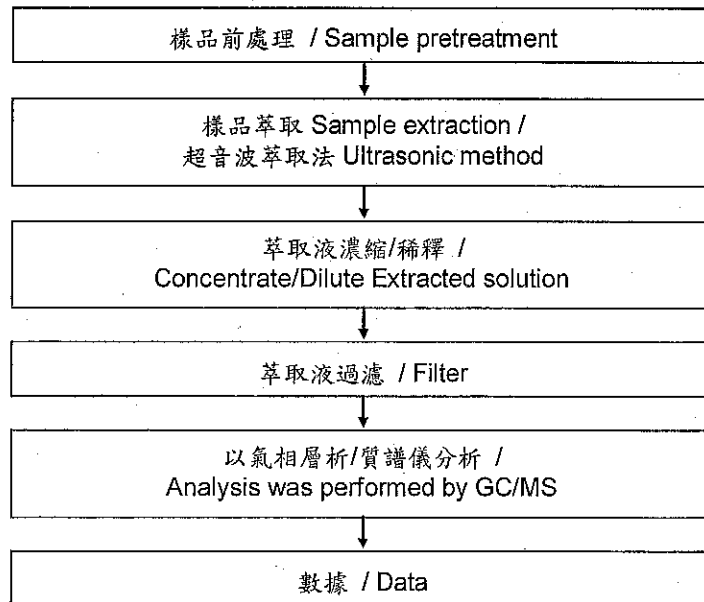 樣品前處理 / Sample pretreatment
樣品萃取 Sample extraction /
超音波萃取法 Ultrasonic method
萃取液濃縮/稀釋 /
Concentrate/Dilute Extracted solution
萃取液過濾 / Filter
以氣相層析/質譜儀分析 /
Analysis was performed by GC/MS
數據 / Data